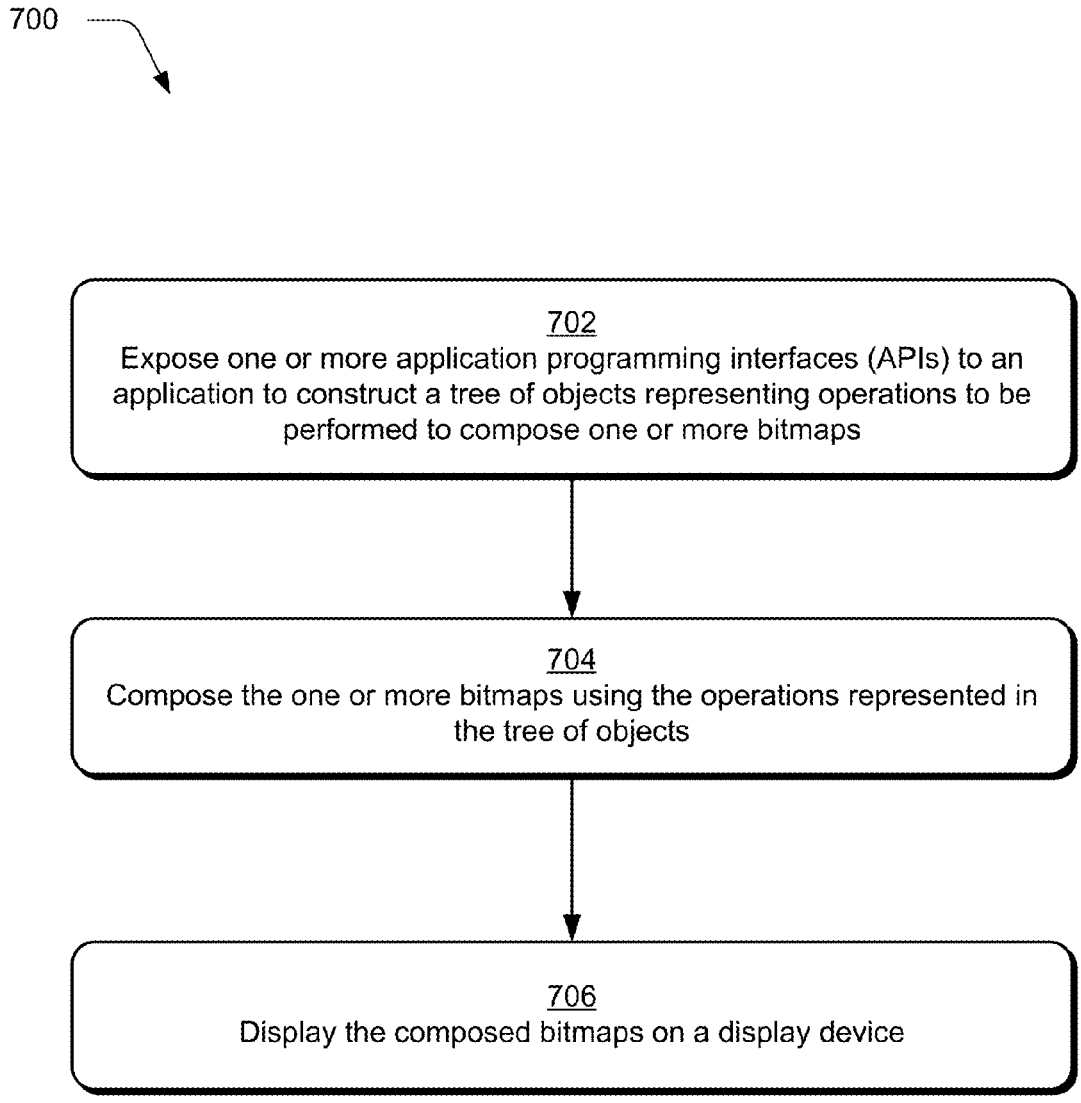 700
702
Expose one or more application programming interfaces (APIs) to an
application to construct a tree of objects representing operations to be
performed to compose one or more bitmaps
704
Compose the one or more bitmaps using the operations represented in
the tree of objects
706
Display the composed bitmaps on a display device